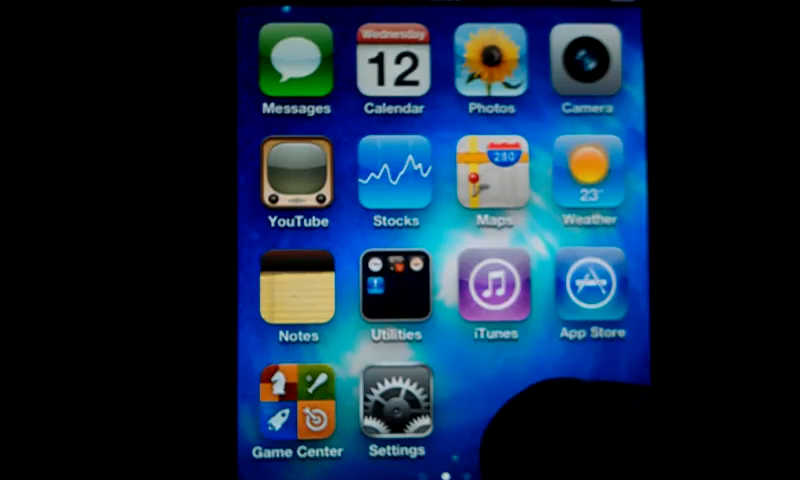 Wednesday
12
Messages
Calendar
Photos
Camera
280
23°
YouTube
Stocks
Maps
Weather
Notes
Utilities
iTunes
App Store
Game Center
Settings